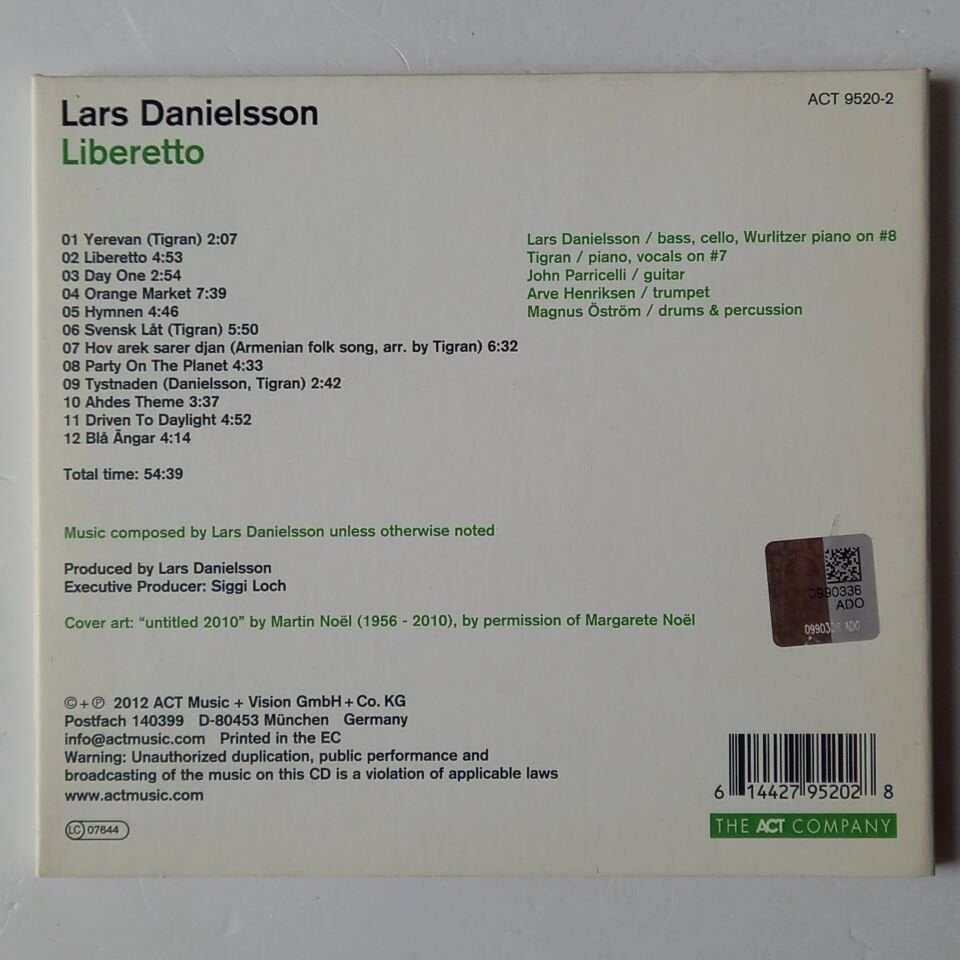 Lars Danielsson
Liberetto
ACT 9520-2
01 Yerevan (Tigran) 2:07
02 Liberetto 4:53
03 Day One 2:54
04 Orange Market 7:39
05 Hymnen 4:46
06 Svensk Låt (Tigran) 5:50
07 Hov arek sarer djan (Armenian folk song, arr. by Tigran) 6:32
08 Party On The Planet 4:33
09 Tystnaden (Danielsson, Tigran) 2:42
10 Ahdes Theme 3:37
11 Driven To Daylight 4:52
12 Blå Ängar 4:14
Total time: 54:39
Lars Danielsson / bass, cello, Wurlitzer piano on #8
Tigran / piano, vocals on #7
John Parricelli / guitar
Arve Henriksen / trumpet
Magnus Öström / drums & percussion
Music composed by Lars Danielsson unless otherwise noted
Produced by Lars Danielsson
Executive Producer: Siggi Loch
Cover art: “untitled 2010” by Martin Noël (1956 - 2010), by permission of Margarete Noël
0990336
ADO
0990336 ADO
©+℗ 2012 ACT Music + Vision GmbH+Co. KG
Postfach 140399 D-80453 München Germany
info@actmusic.com Printed in the EC
Warning: Unauthorized duplication, public performance and
broadcasting of the music on this CD is a violation of applicable laws
www.actmusic.com
LC 07644
6 14427 95202 8
THE ACT COMPANY